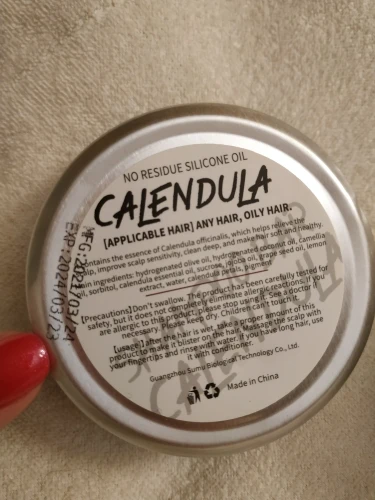 NO RESIDUE SILICONE OIL
CALENDULA
[APPLICABLE HAIR] ANY HAIR, OILY HAIR.
Contains the essence of Calendula officinalis, which helps relieve
scalp, improve scalp sensitivity, clean deep, and make hair soft and healthy.
Main ingredients: hydrogenated olive oil, hydrogenated coconut oil, camellia
oil, sorbitol, calendula essential oil, sucrose, jojoba oil, grape seed oil, lemon
extract, water, calendula petals.
[Precautions]Don't swallow. The product has been carefully tested for
safety, but it does not completely eliminate allergic reactions; if you
are allergic to this product, please stop using it! See a doctor if
necessary. Please keep dry. Children can't touch it.
[usage]after the hair is wet, take a proper amount of this
product to make it blister on the hair. Massage the scalp with
your fingertips and rinse with water. If you have long hair, use
it with conditioner.
Guangzhou Sumu Biological Technology Co., Ltd.
Made in China
MFG:2021/03/24
EXP:2024/03/23
SHAMPOO BAR
CALENDULA